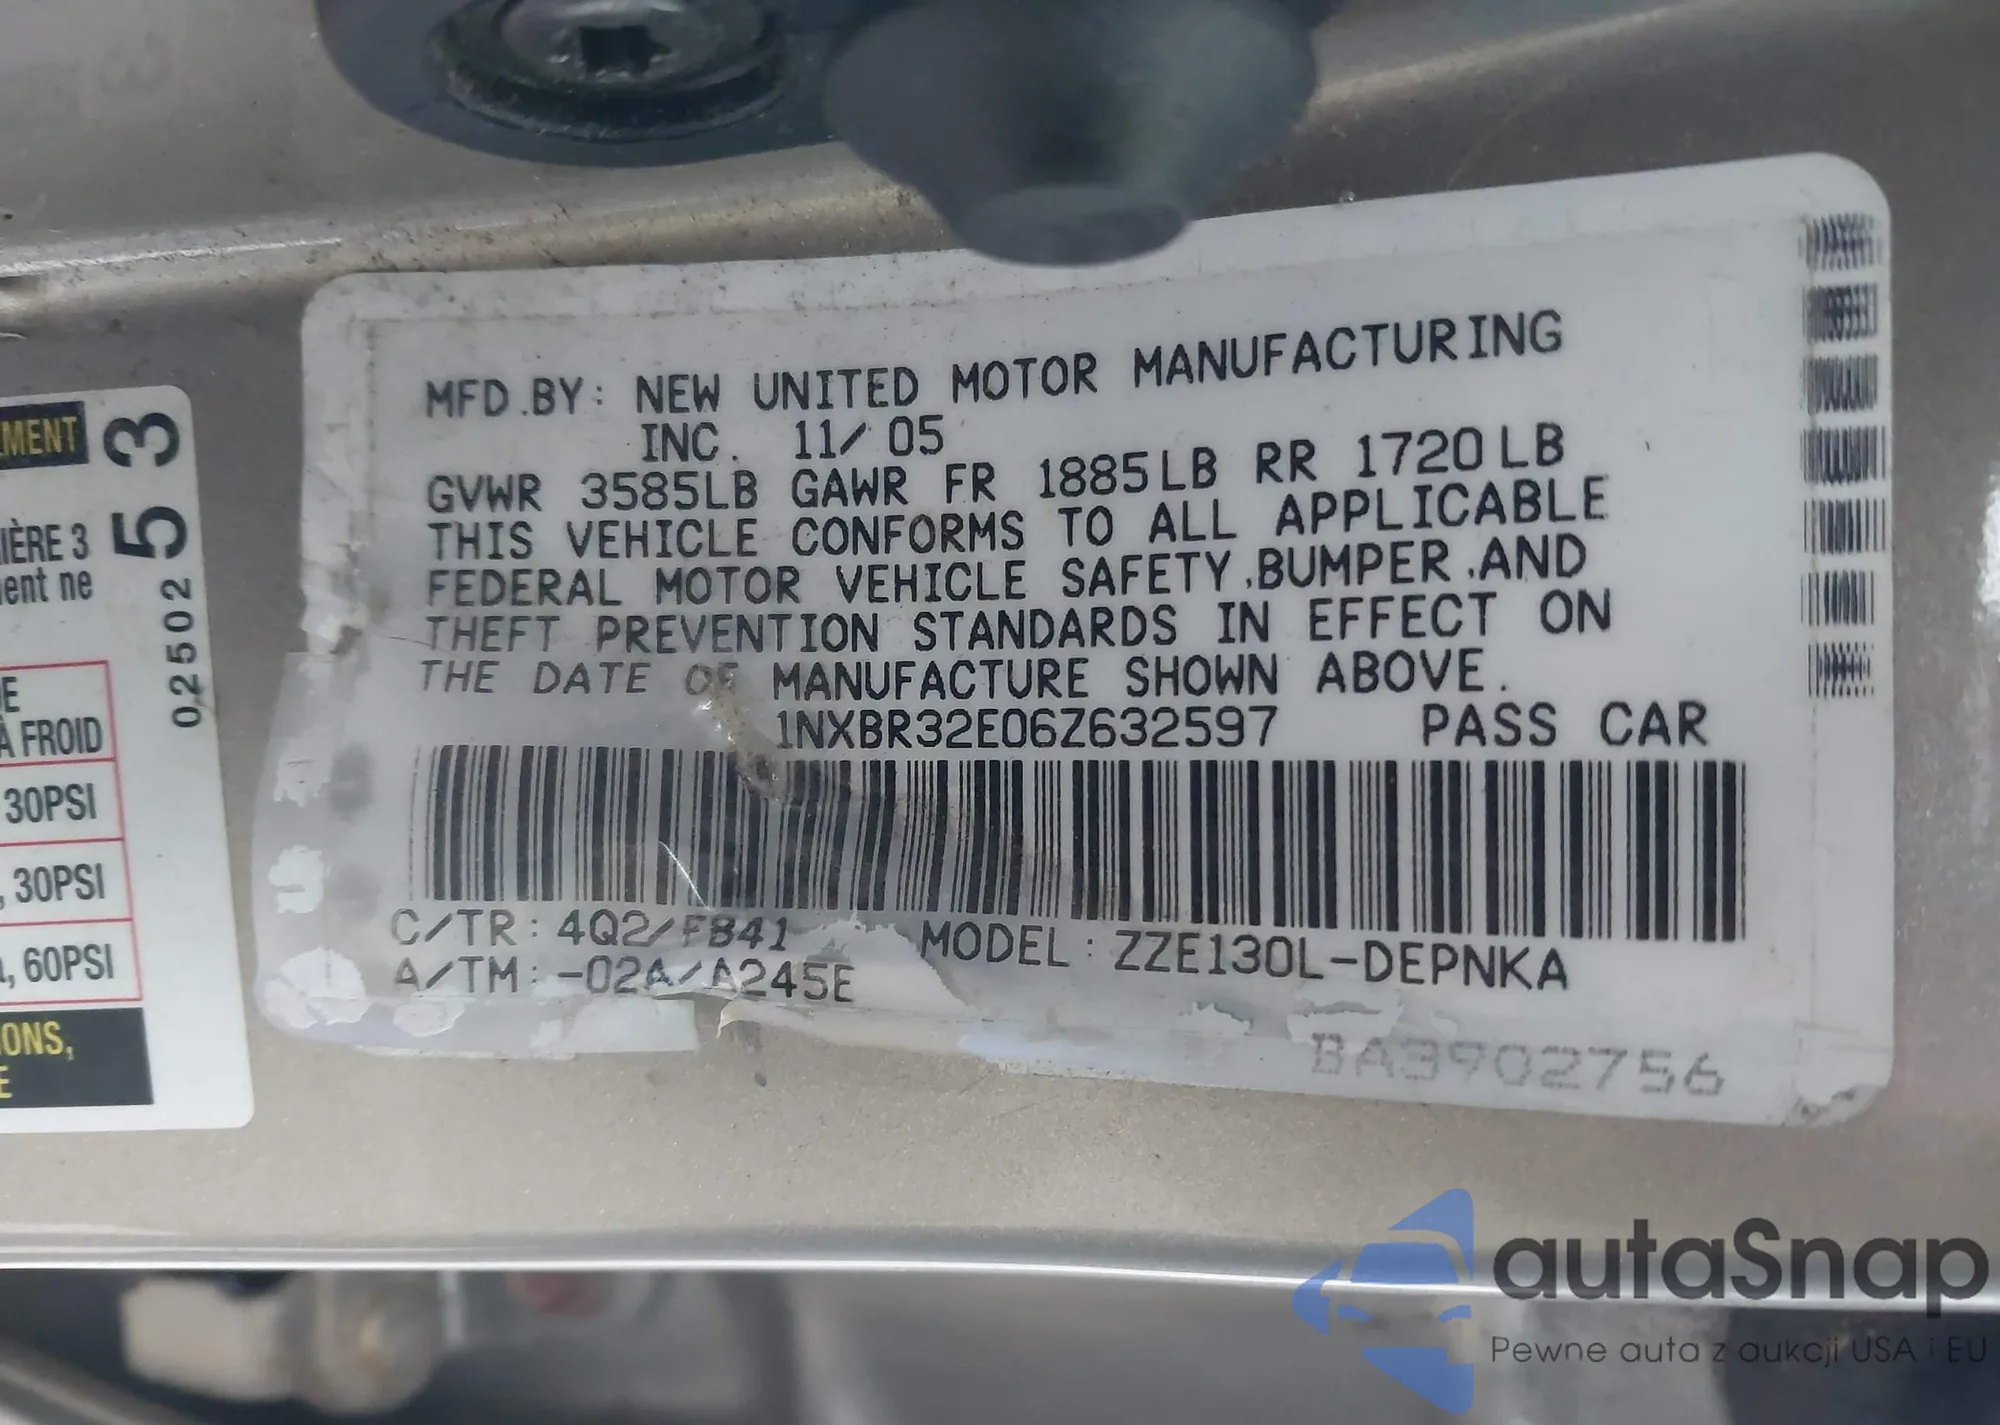 MENT
53
IÈRE 3
ent ne
02502
E
À FROID
30PSI
, 30PSI
, 60PSI
IONS,
E
MFD.BY: NEW UNITED MOTOR MANUFACTURING
INC. 11/05
GVWR 3585LB GAWR FR 1885LB RR 1720LB
THIS VEHICLE CONFORMS TO ALL APPLICABLE
FEDERAL MOTOR VEHICLE SAFETY,BUMPER,AND
THEFT PREVENTION STANDARDS IN EFFECT ON
THE DATE OF MANUFACTURE SHOWN ABOVE.
1NXBR32E06Z632597 PASS CAR
C/TR: 4Q2/FB41 MODEL: ZZE130L-DEPNKA
A/TM: -02A/A245E
BA3902756
autaSnap
Pewne auta z aukcji USA i EU